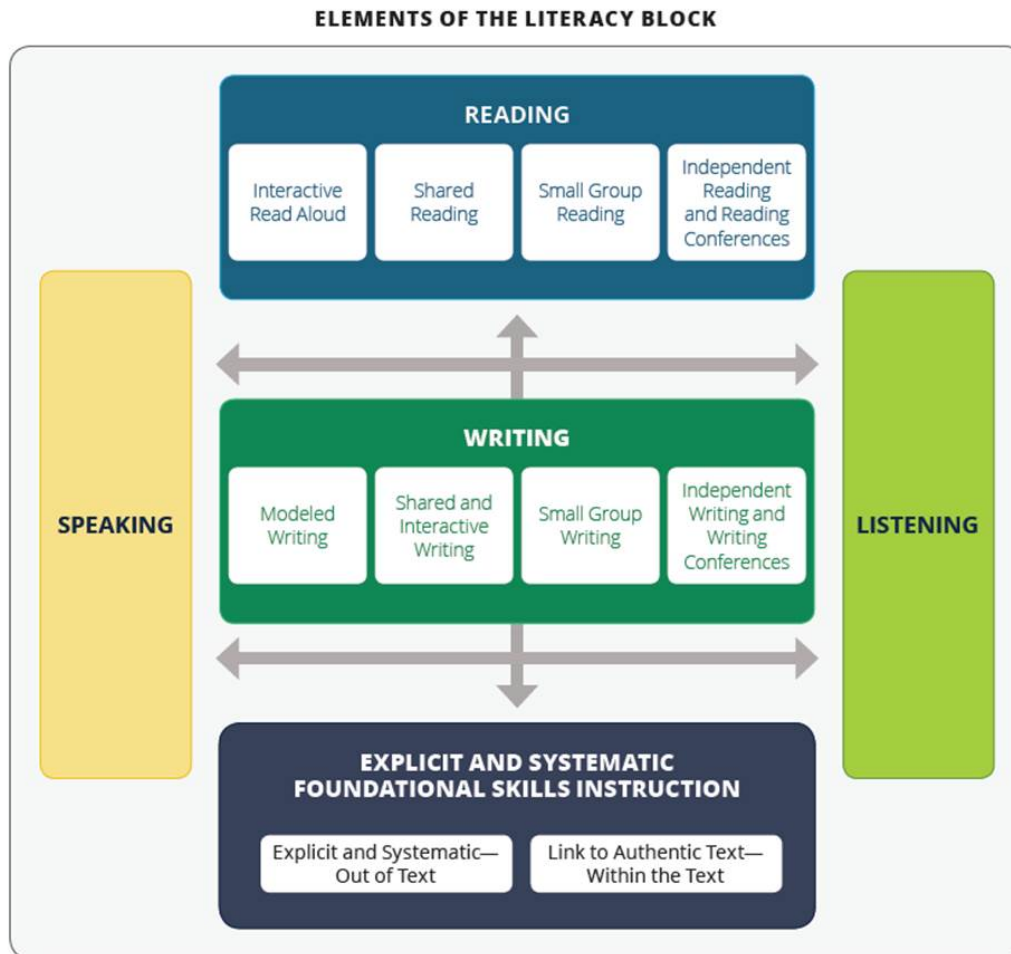 ELEMENTS OF THE LITERACY BLOCK
READING
Interactive
Read Aloud
Shared
Reading
Small Group
Reading
Independent
Reading
and Reading
Conferences
SPEAKING
WRITING
Modeled
Writing
Shared and
Interactive
Writing
Small Group
Writing
Independent
Writing and
Writing
Conferences
LISTENING
EXPLICIT AND SYSTEMATIC
FOUNDATIONAL SKILLS INSTRUCTION
Explicit and Systematic—
Out of Text
Link to Authentic Text—
Within the Text